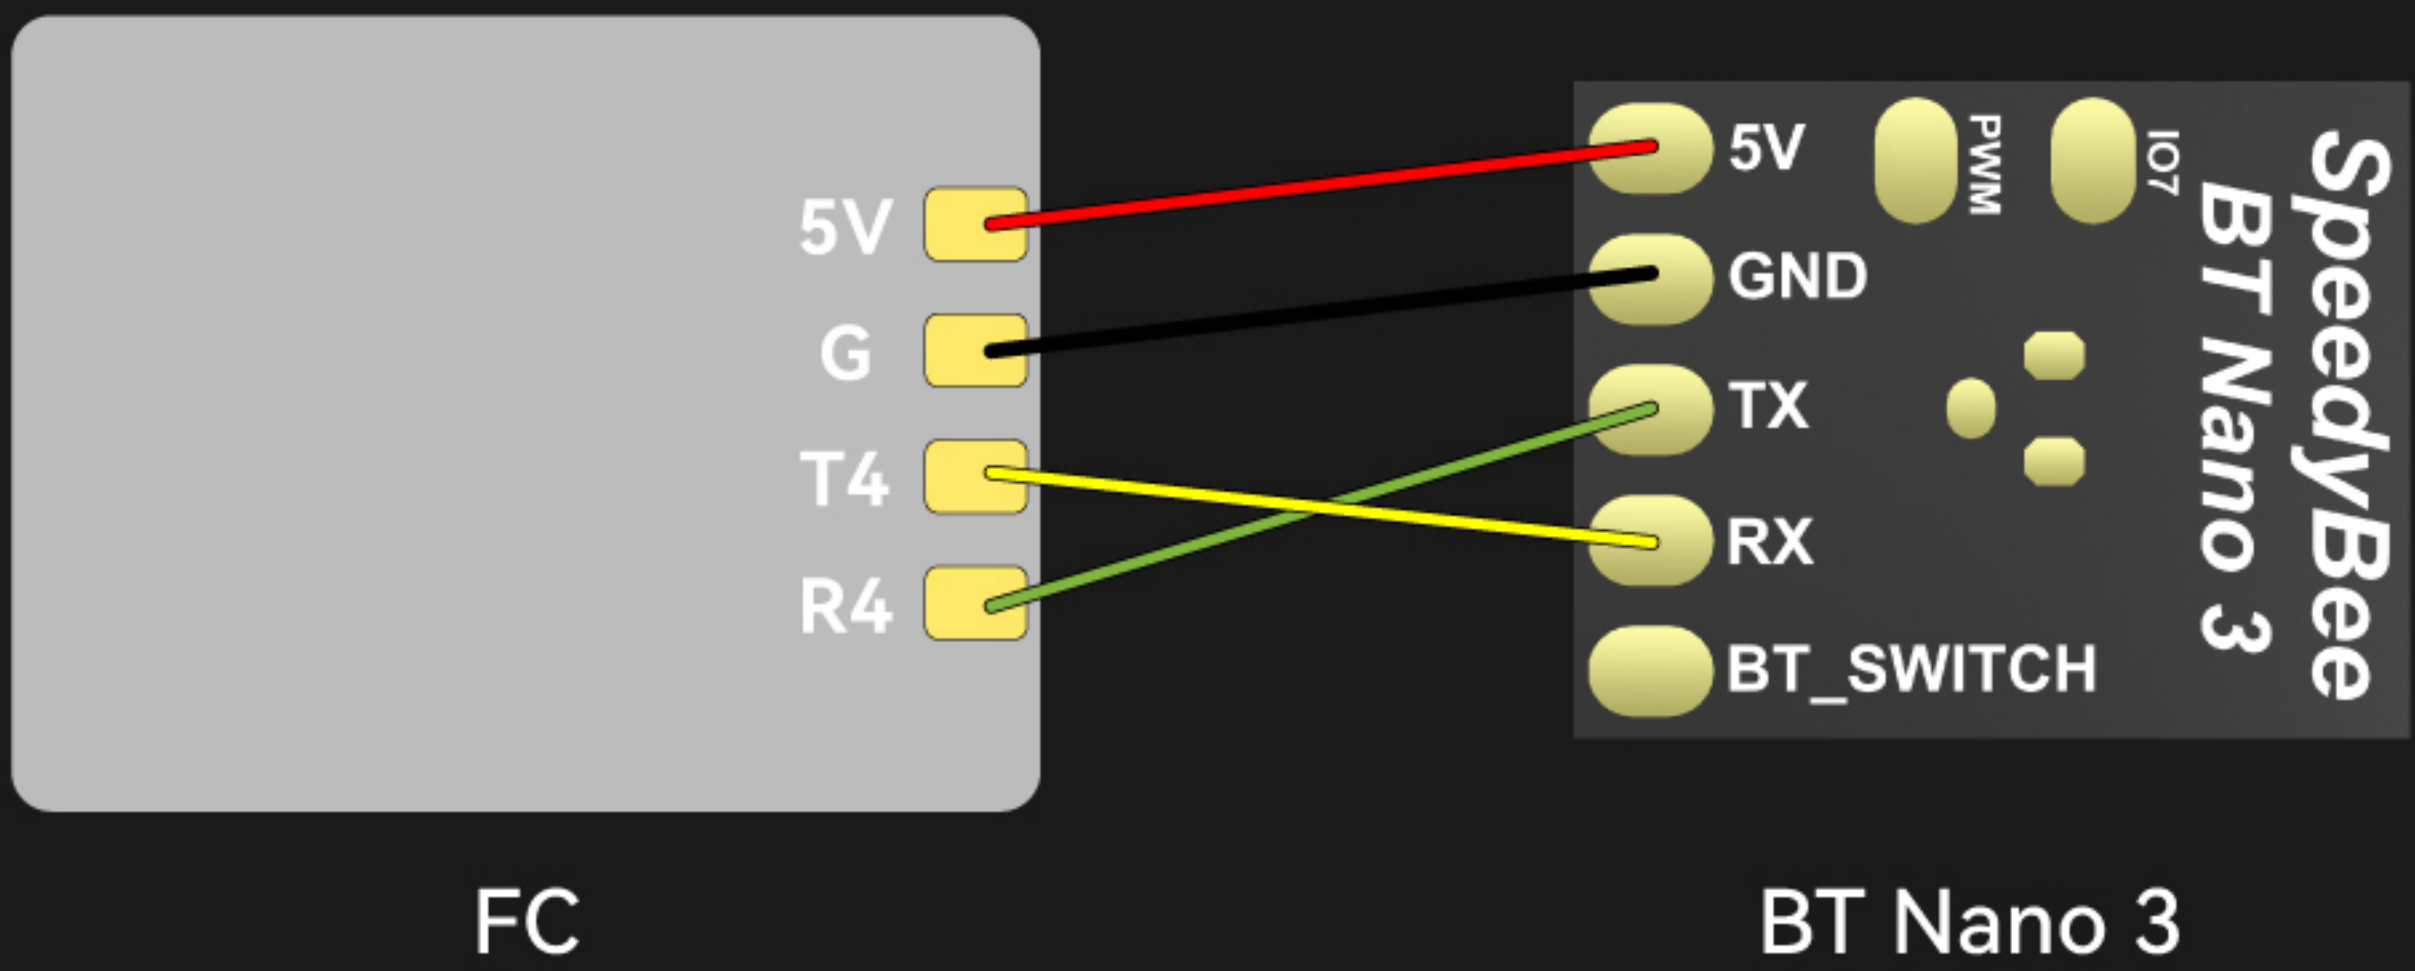 5V
G
T4
R4
FC
5V
GND
TX
RX
BT_SWITCH
PWM
IO7
SpeedyBee
BT Nano 3
BT Nano 3